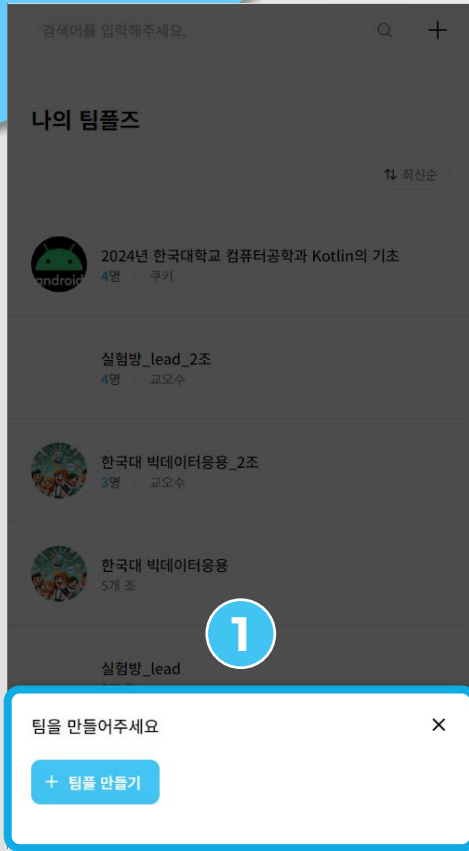 검색어를 입력해주세요.
나의 팀플즈
최신순
2024년 한국대학교 컴퓨터공학과 Kotlin의 기초
4명 쿠키
android
실험방_lead_2조
4명 교오수
한국대 빅데이터응용_2조
3명 교오수
한국대 빅데이터응용
5개 조
1
실험방_lead
팀을 만들어주세요
+ 팀플 만들기